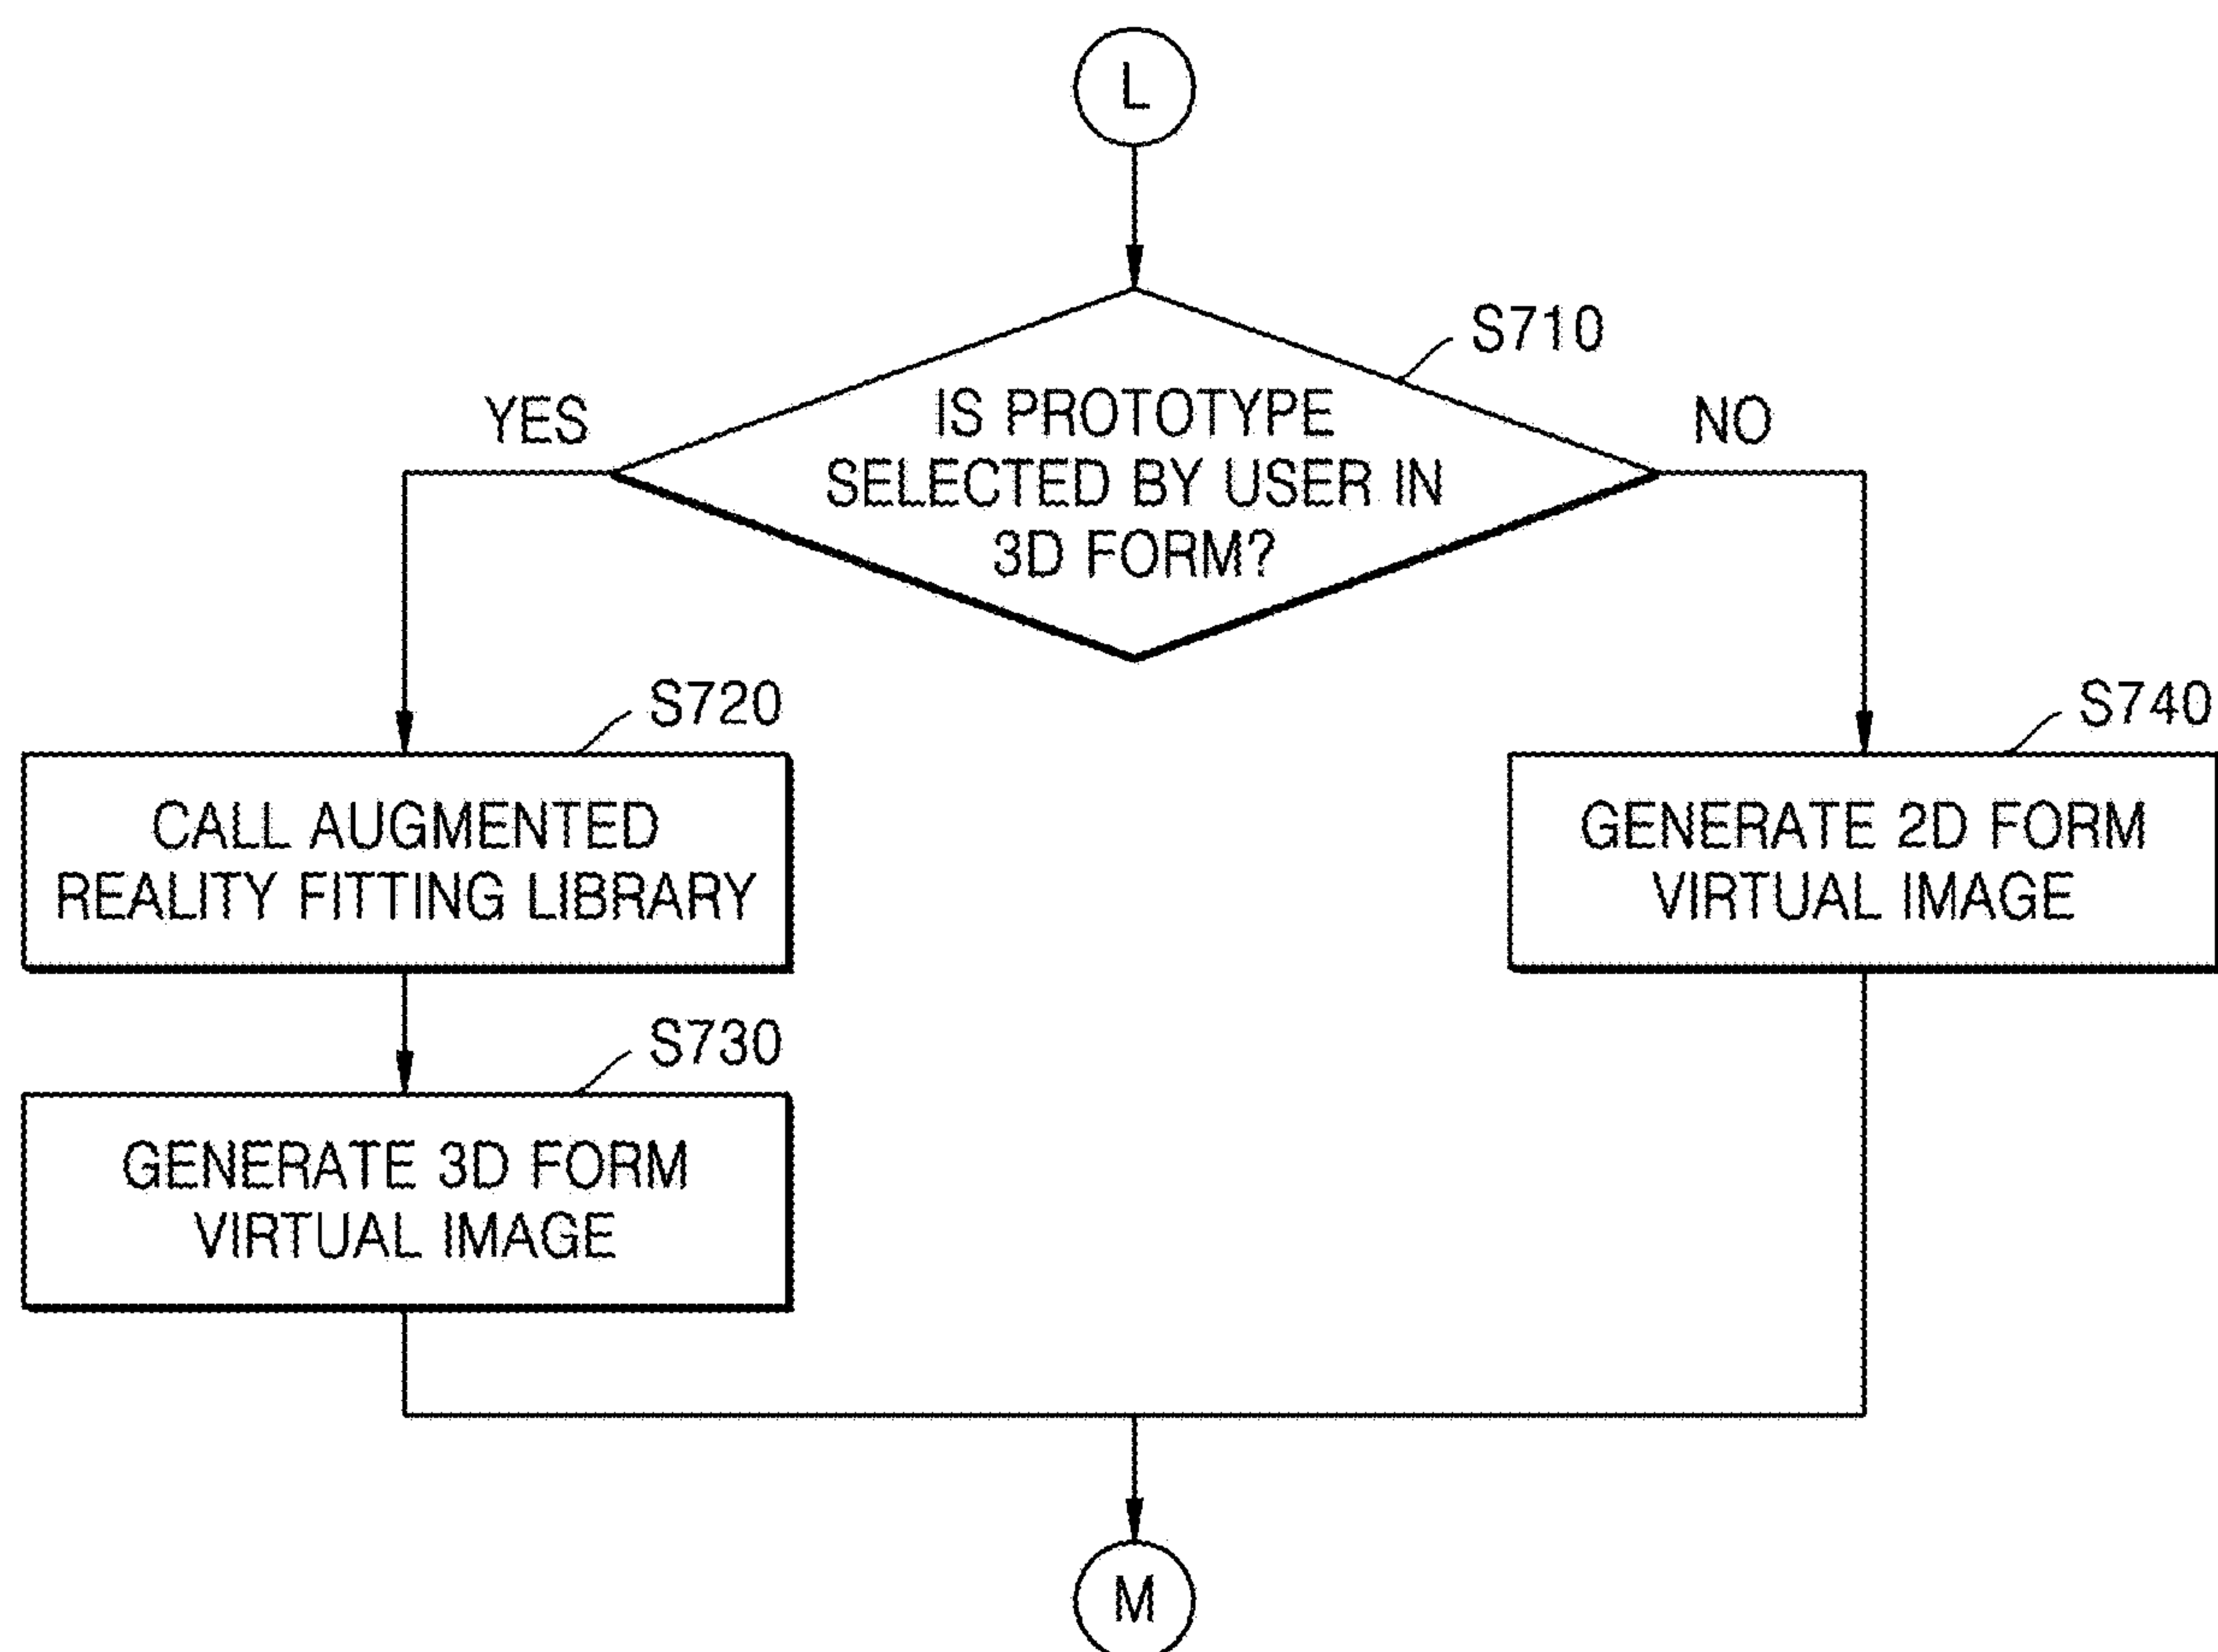 L
S710
YES
NO
IS PROTOTYPE
SELECTED BY USER IN
3D FORM?
S720
CALL AUGMENTED
REALITY FITTING LIBRARY
S740
GENERATE 2D FORM
VIRTUAL IMAGE
S730
GENERATE 3D FORM
VIRTUAL IMAGE
M